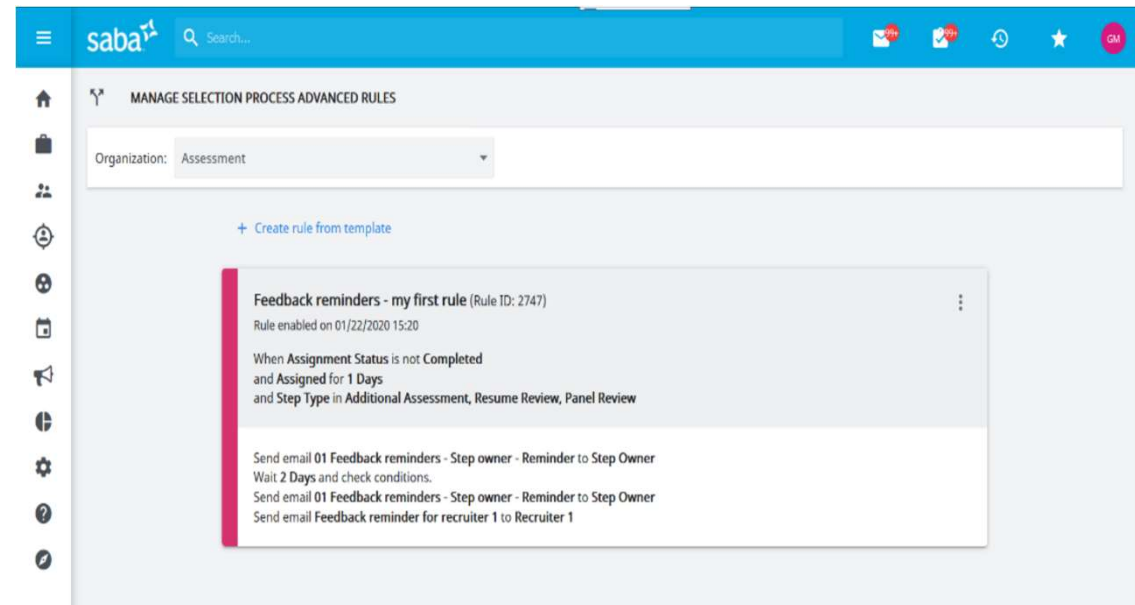 saba
Search...
99+
99+
GM
MANAGE SELECTION PROCESS ADVANCED RULES
Organization: Assessment
+ Create rule from template
Feedback reminders - my first rule (Rule ID: 2747)
Rule enabled on 01/22/2020 15:20
When Assignment Status is not Completed
and Assigned for 1 Days
and Step Type in Additional Assessment, Resume Review, Panel Review
Send email 01 Feedback reminders - Step owner - Reminder to Step Owner
Wait 2 Days and check conditions.
Send email 01 Feedback reminders - Step owner - Reminder to Step Owner
Send email Feedback reminder for recruiter 1 to Recruiter 1